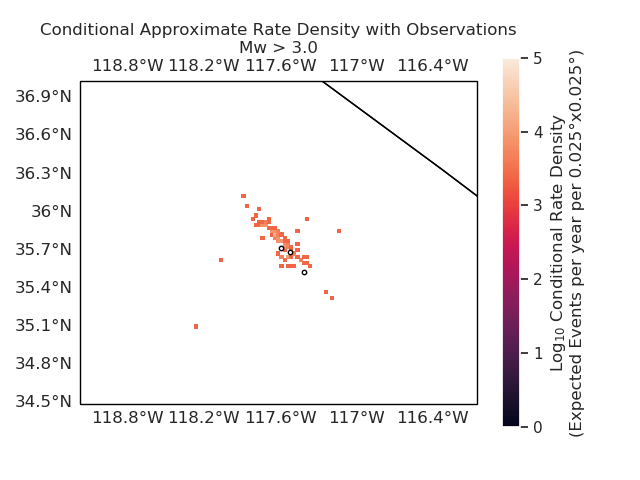 Conditional Approximate Rate Density with Observations
Mw > 3.0
118.8°W 118.2°W 117.6°W 117°W 116.4°W
36.9°N
36.6°N
36.3°N
36°N
35.7°N
35.4°N
35.1°N
34.8°N
34.5°N
118.8°W 118.2°W 117.6°W 117°W 116.4°W
5
4
3
2
1
0
Log₁₀ Conditional Rate Density
(Expected Events per year per 0.025°x0.025°)